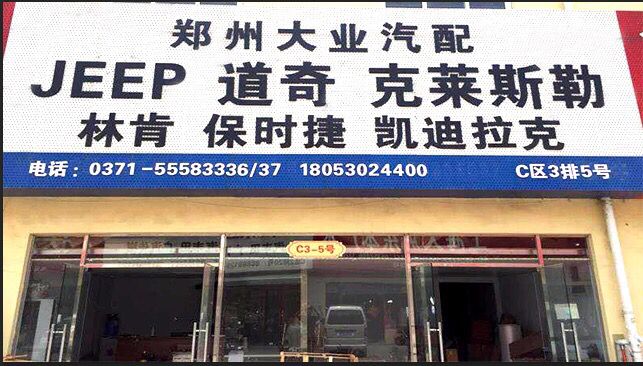 郑州大业汽配
JEEP 道奇 克莱斯勒
林肯 保时捷 凯迪拉克
电话：0371-55583336/37 18053024400 C区3排5号
C3-5号